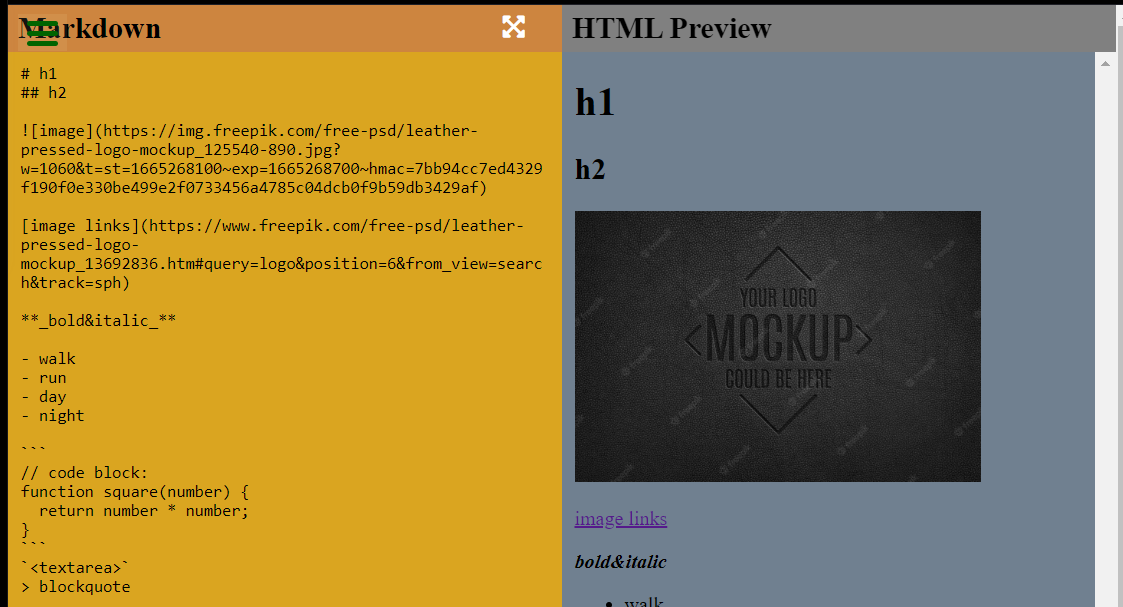 Markdown
# h1
## h2
![image](https://img.freepik.com/free-psd/leather-
pressed-logo-mockup_125540-890.jpg?
w=1060&t=st=1665268100~exp=1665268700~hmac=7bb94cc7ed4329
f190f0e330be499e2f0733456a4785c04dcb0f9b59db3429af)
[image links](https://www.freepik.com/free-psd/leather-
pressed-logo-
mockup_13692836.htm#query=logo&position=6&from_view=searc
h&track=sph)
**_bold&italic_**
- walk
- run
- day
- night
```
// code block:
function square(number) {
  return number * number;
}
```
`<textarea>`
> blockquote
HTML Preview
h1
h2
YOUR LOGO
MOCKUP
COULD BE HERE
image links
bold&italic
• walk